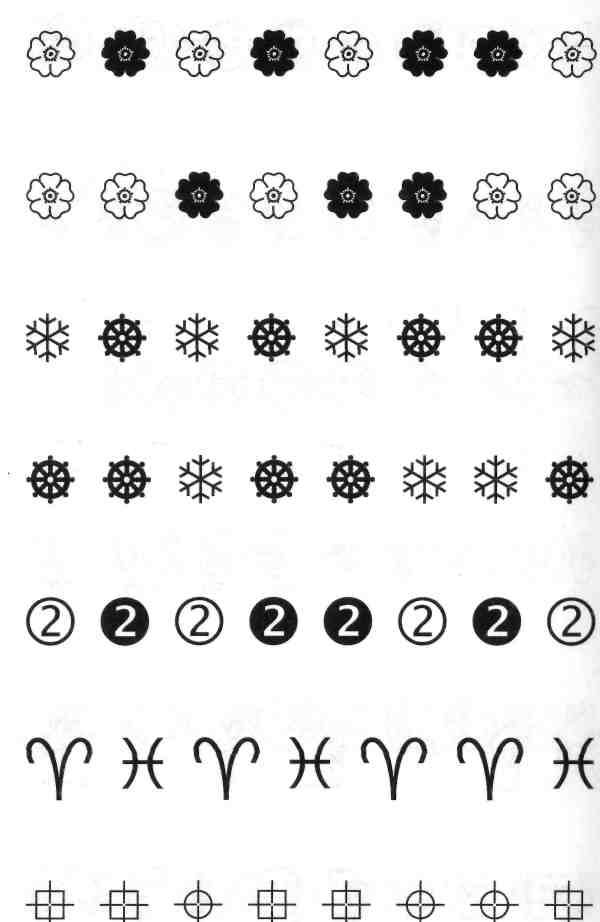 ② ❷ ② ❷ ❷ ② ❷ ②
♈ ♓ ♈ ♓ ♈ ♈ ♓